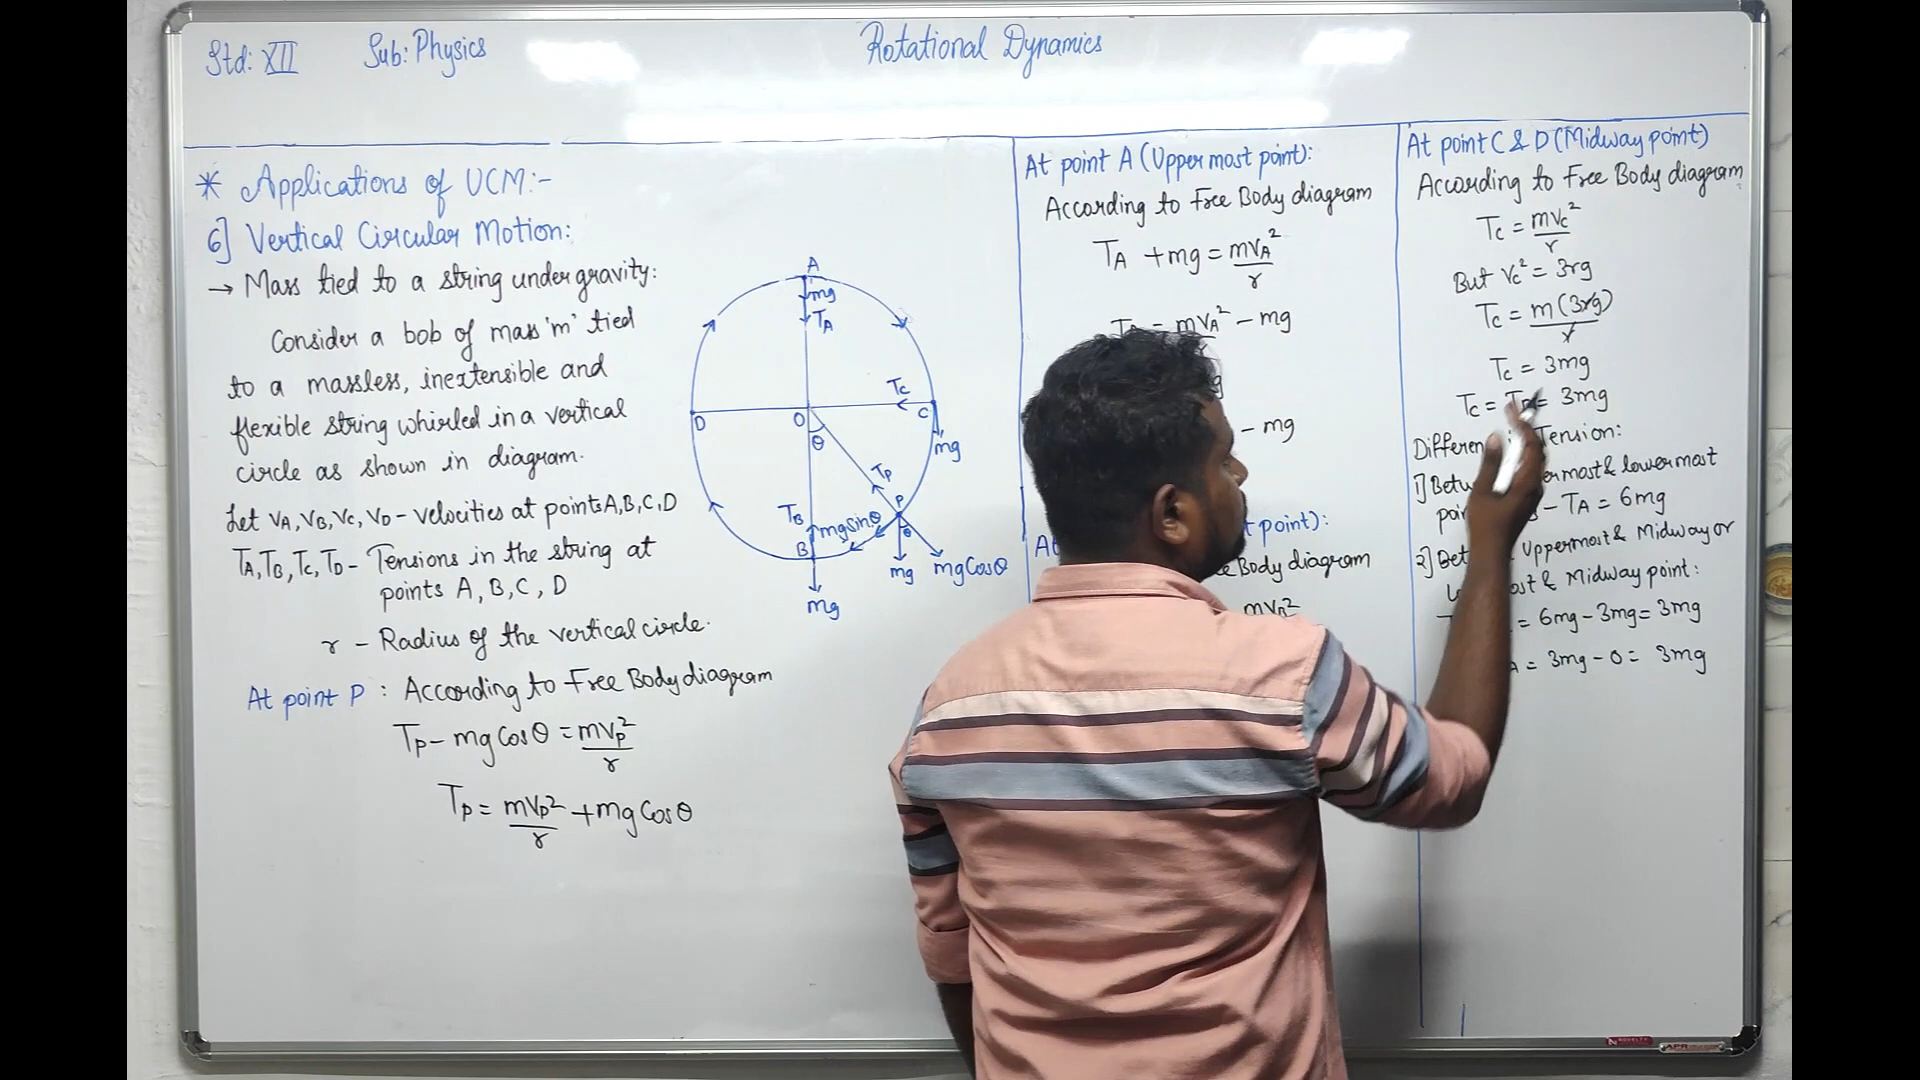 Std: XII Sub: Physics Rotational Dynamics
* Applications of UCM:-
6] Vertical Circular Motion:
→ Mass tied to a string under gravity:
Consider a bob of mass 'm' tied
to a massless, inextensible and
flexible string whirled in a vertical
circle as shown in diagram.
Let VA, VB, VC, VD - velocities at points A, B, C, D
TA, TB, TC, TD - Tensions in the string at
points A, B, C, D
r - Radius of the vertical circle.
At point P : According to Free Body diagram
TP - mg Cos θ = mVP²/r
TP = mVP²/r + mg Cos θ
A
mg
TA
TC
D
O
C
θ
mg
TP
P
TB
mg sin θ
θ
B
mg
mg Cos θ
mg
At point A (Upper most point):
According to Free Body diagram
TA + mg = mVA²/r
= mVA² - mg
- mg
t point):
Body diagram
At point C & D (Midway point)
According to Free Body diagram
TC = mVC²/r
But VC² = 3rg
TC = m(3rg)/r
TC = 3mg
TC = = 3mg
Tension:
1]
- TA = 6mg
2] Uppermost & Midway or
& Midway point:
= 6mg - 3mg = 3mg
A = 3mg - 0 = 3mg